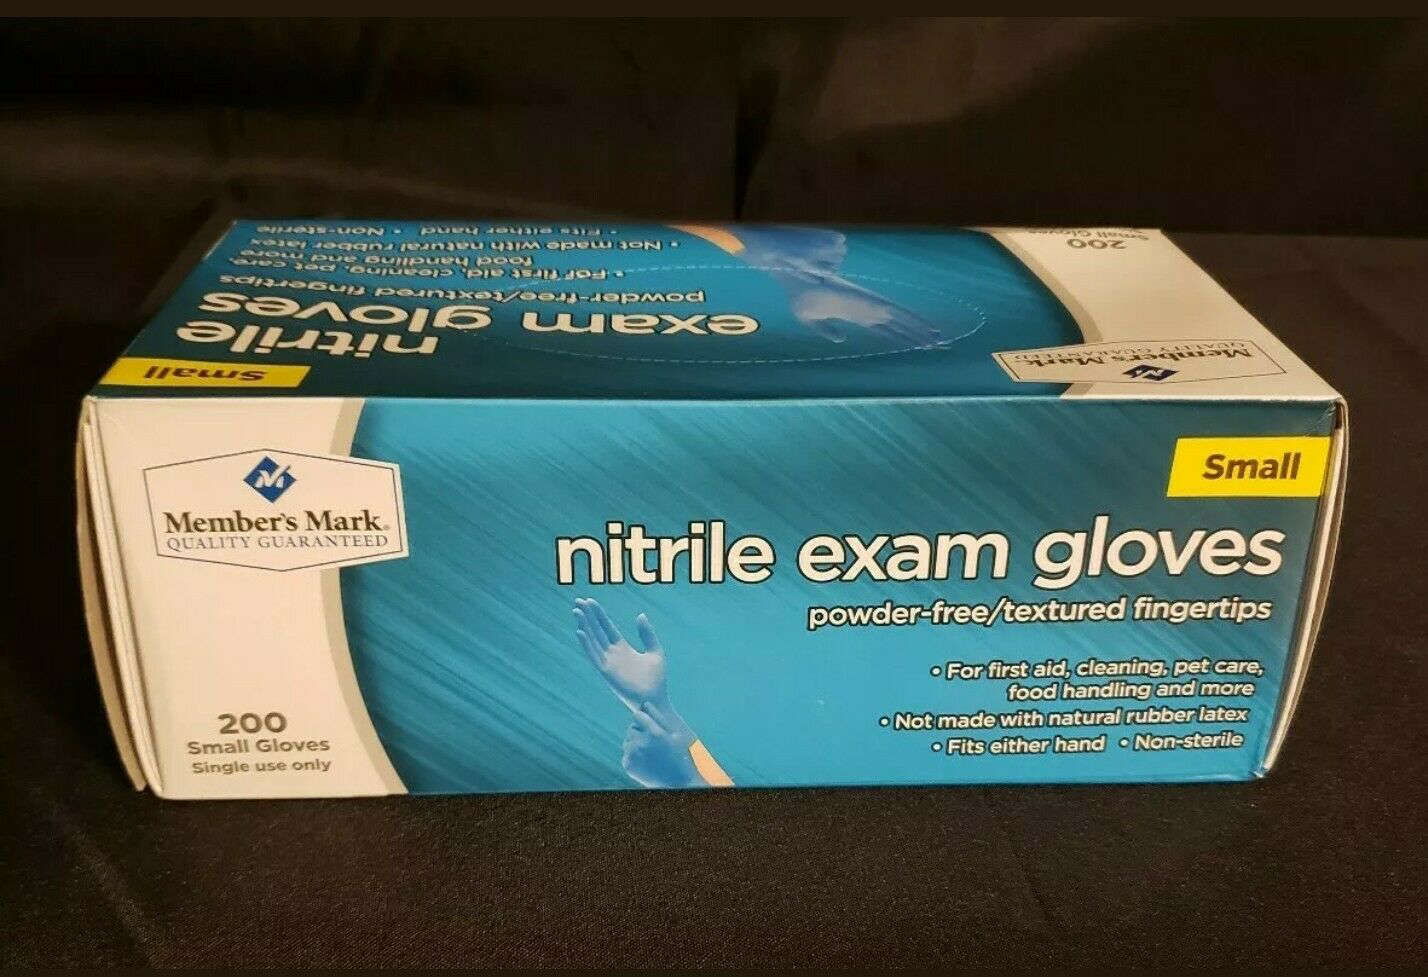 Small
nitrile
exam gloves
powder-free/textured fingertips
• For first aid, cleaning, pet care,
food handling and more
• Not made with natural rubber latex
• Fits either hand • Non-sterile
200
Small Gloves
Member's Mark
QUALITY GUARANTEED
Member's Mark®
QUALITY GUARANTEED
200
Small Gloves
Single use only
Small
nitrile exam gloves
powder-free/textured fingertips
• For first aid, cleaning, pet care,
food handling and more
• Not made with natural rubber latex
• Fits either hand • Non-sterile